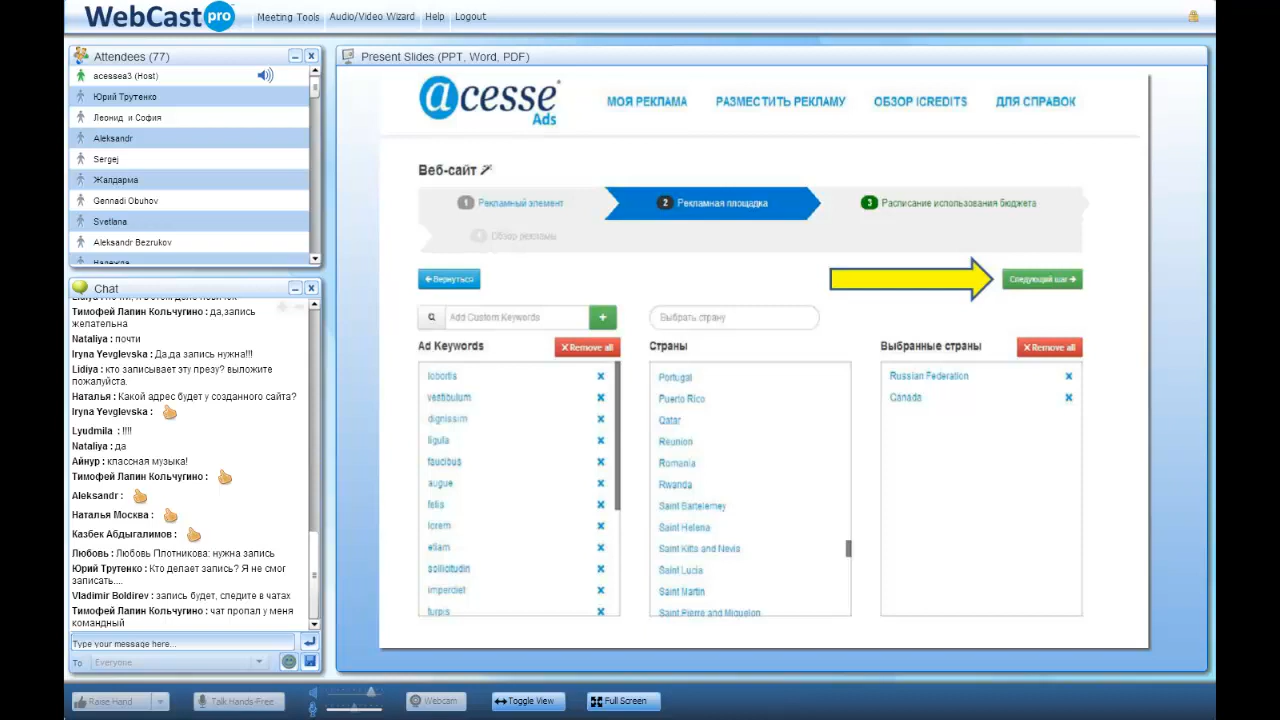 WebCast pro
Meeting Tools Audio/Video Wizard Help Logout
Attendees (77)
acessea3 (Host)
Юрий Трутенко
Леонид и София
Aleksandr
Sergej
Жалдарма
Gennadi Obuhov
Svetlana
Aleksandr Bezrukov
Надежда
Chat
Тимофей Лапин Кольчугино : да,запись
желательна
Nataliya : почти
Iryna Yevglevska : Да,да запись нужна!!!
Lidiya : кто записывает эту презу? выложите
пожалуйста.
Наталья : Какой адрес будет у созданного сайта?
Iryna Yevglevska :
Lyudmila : !!!!
Nataliya : да
Айнур : классная музыка!
Тимофей Лапин Кольчугино :
Aleksandr :
Наталья Москва :
Казбек Абдыгалимов :
Любовь : Любовь Плотникова: нужна запись
Юрий Трутенко : Кто делает запись? Я не смог
записать....
Vladimir Boldirev : запись будет, следите в чатах
Тимофей Лапин Кольчугино : чат пропал у меня
командный
Type your message here...
To Everyone
Present Slides (PPT, Word, PDF)
acesse
Ads
МОЯ РЕКЛАМА РАЗМЕСТИТЬ РЕКЛАМУ ОБЗОР ICREDITS ДЛЯ СПРАВОК
Веб-сайт
1 Рекламный элемент 2 Рекламная площадка 3 Расписание использования бюджета
4 Обзор рекламы
Вернуться Следующий шаг
Add Custom Keywords + Выбрать страну
Ad Keywords Remove all Страны Выбранные страны Remove all
lobortis
vestibulum
dignissim
ligula
faucibus
augue
felis
lorem
etiam
sollicitudin
imperdiet
turpis
Portugal
Puerto Rico
Qatar
Reunion
Romania
Rwanda
Saint Bartelemey
Saint Helena
Saint Kitts and Nevis
Saint Lucia
Saint Martin
Saint Pierre and Miquelon
Russian Federation
Canada
Raise Hand Talk Hands-Free Webcam Toggle View Full Screen